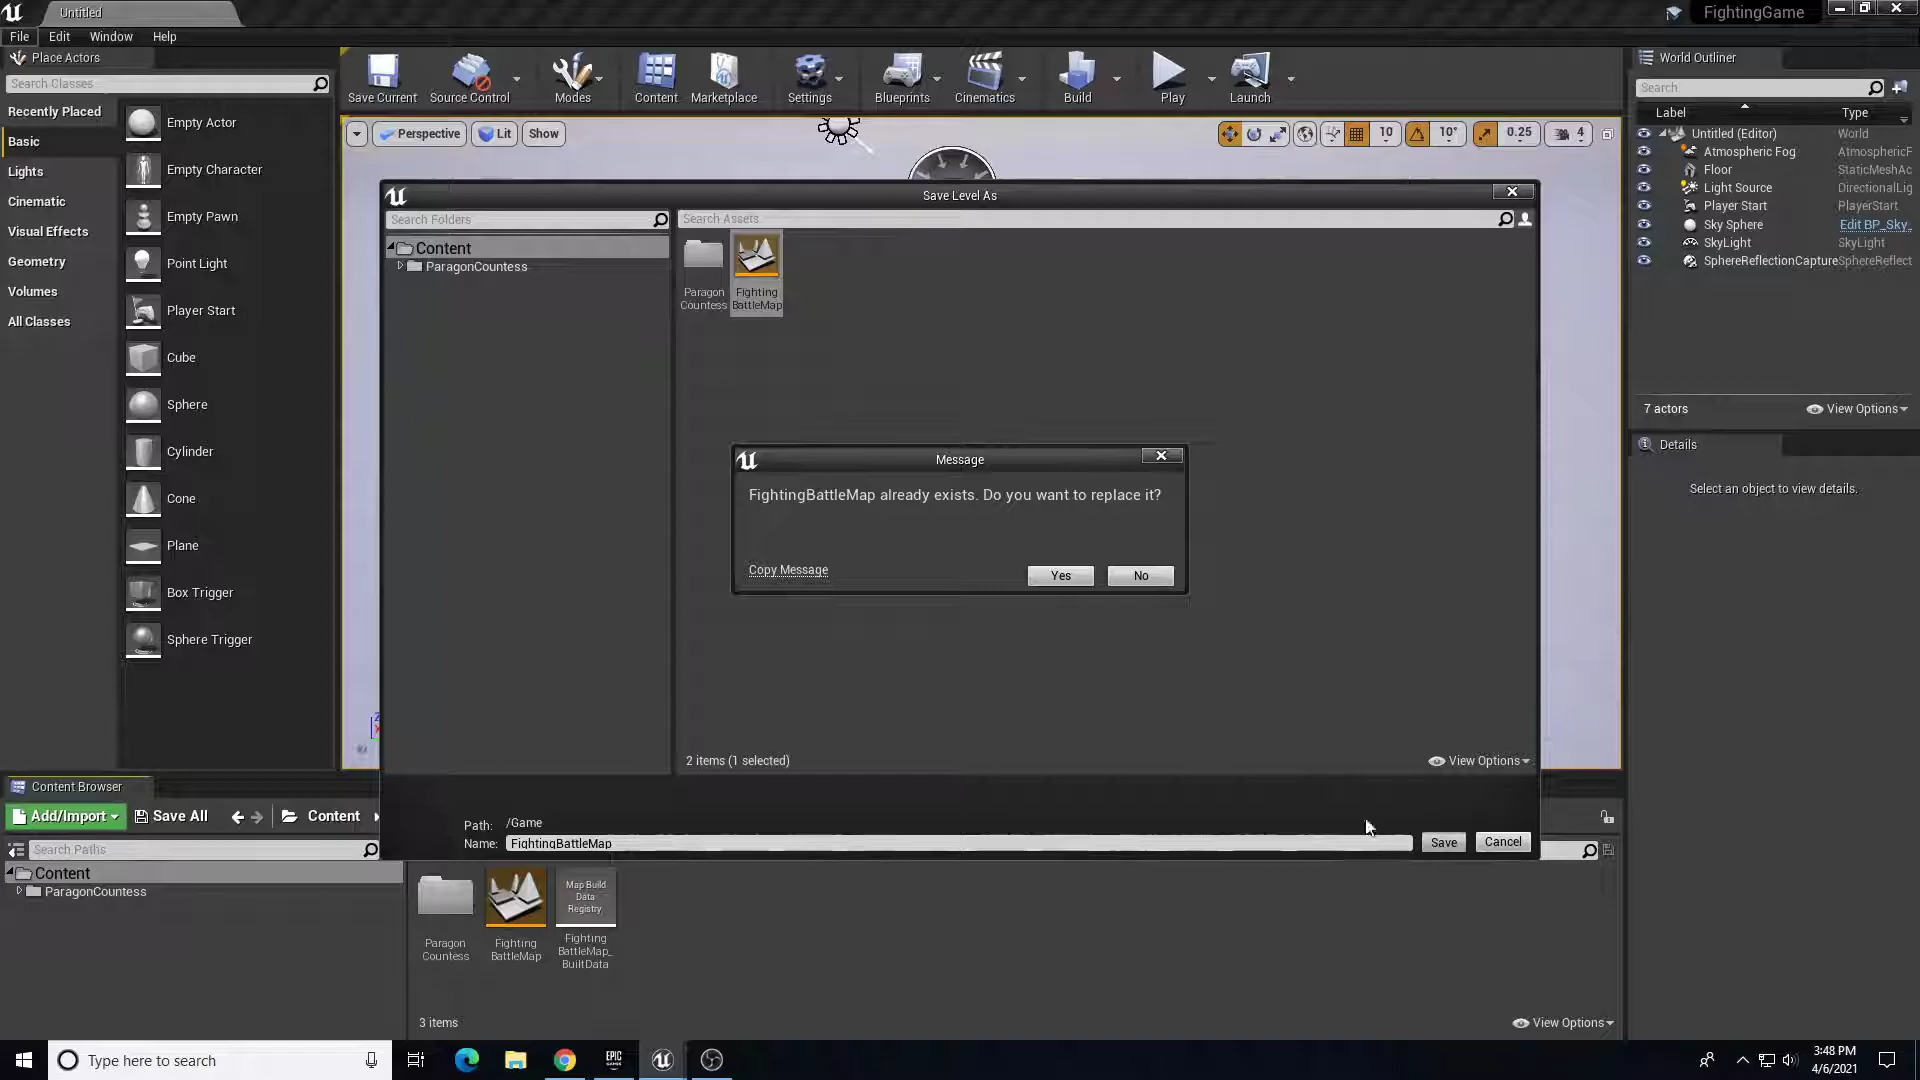 Untitled
FightingGame
File Edit Window Help
Place Actors
Search Classes
Recently Placed
Basic
Lights
Cinematic
Visual Effects
Geometry
Volumes
All Classes
Empty Actor
Empty Character
Empty Pawn
Point Light
Player Start
Cube
Sphere
Cylinder
Cone
Plane
Box Trigger
Sphere Trigger
Save Current
Source Control
Modes
Content
Marketplace
Settings
Blueprints
Cinematics
Build
Play
Launch
Perspective
Lit
Show
10
10°
0.25
4
Save Level As
Search Folders
Content
ParagonCountess
Search Assets
Paragon
Countess
Fighting
BattleMap
Message
FightingBattleMap already exists. Do you want to replace it?
Copy Message
Yes
No
2 items (1 selected)
View Options
Path: /Game
Name: FightingBattleMap
Save
Cancel
World Outliner
Search
Label Type
Untitled (Editor) World
Atmospheric Fog AtmosphericF
Floor StaticMeshAc
Light Source DirectionalLig
Player Start PlayerStart
Sky Sphere Edit BP_Sky_
SkyLight SkyLight
SphereReflectionCapture SphereReflect
7 actors
View Options
Details
Select an object to view details.
Content Browser
Add/Import
Save All
Content
Search Paths
Content
ParagonCountess
Paragon
Countess
Fighting
BattleMap
Map Build
Data
Registry
Fighting
BattleMap_
BuiltData
3 items
View Options
Type here to search
EPIC
GAMES
3:48 PM
4/6/2021